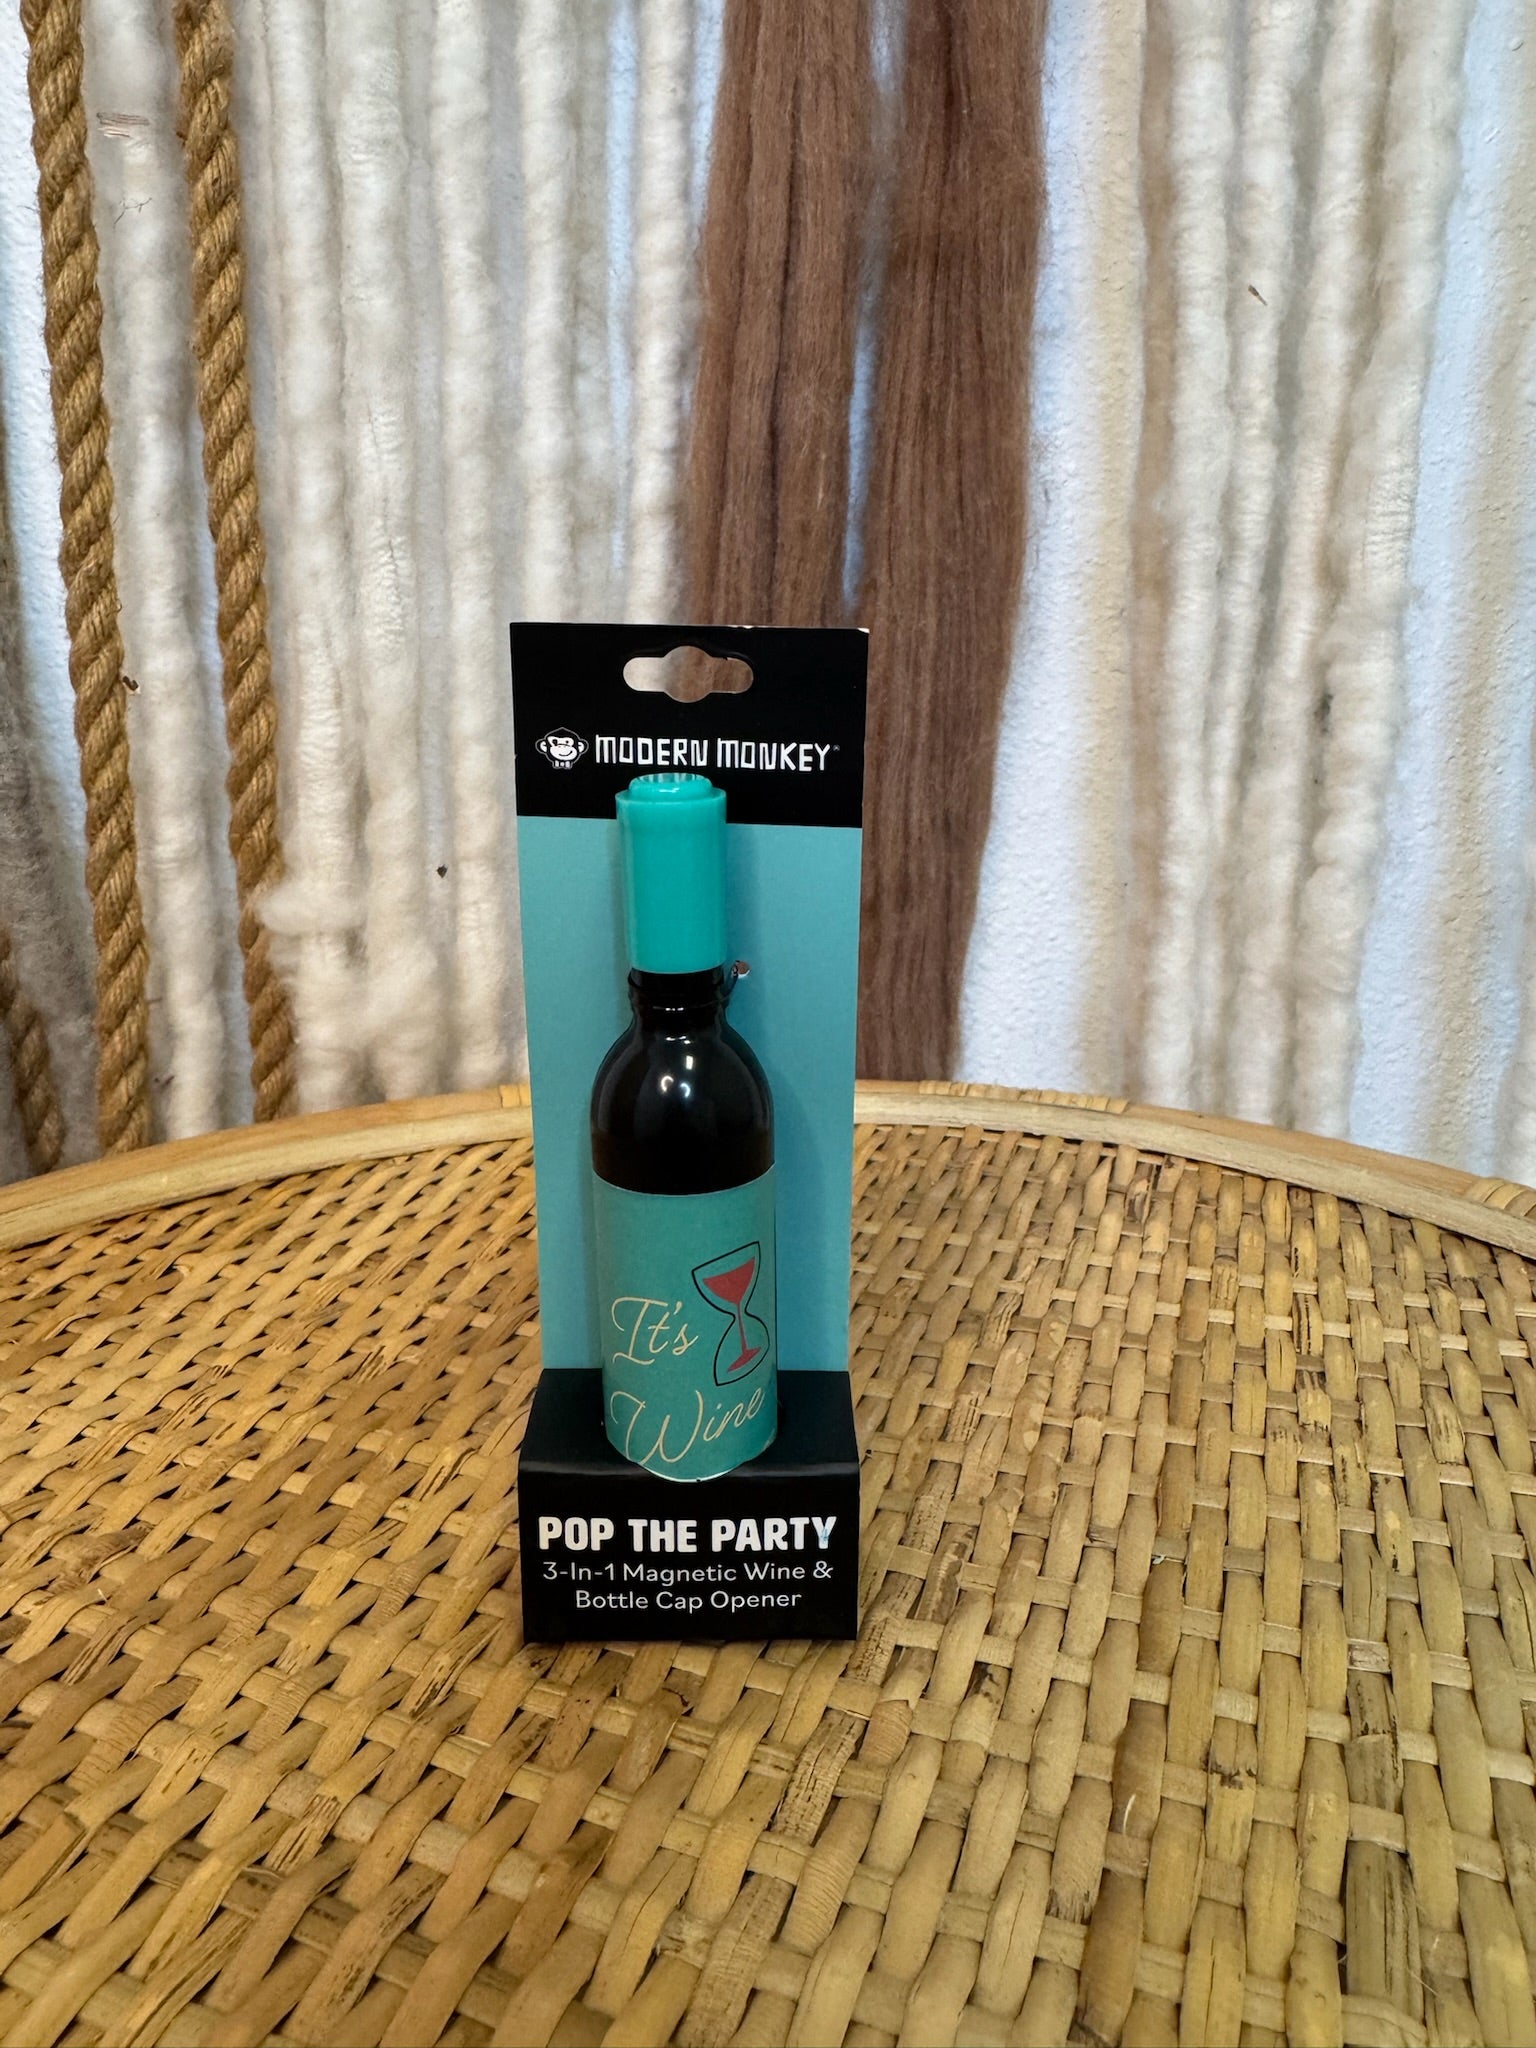 MODERN MONKEY
It's
Wine
POP THE PARTY
3-In-1 Magnetic Wine &
Bottle Cap Opener